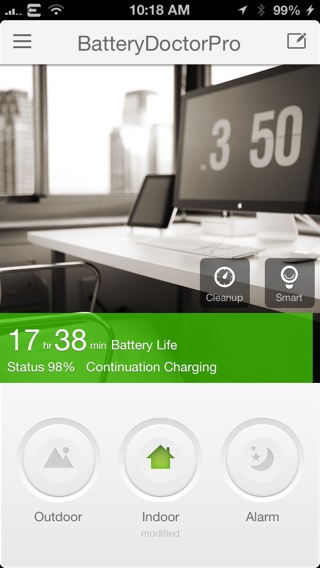 10:18 AM 99%
BatteryDoctorPro
3 50
Cleanup Smart
17 hr 38 min Battery Life
Status 98% Continuation Charging
Outdoor Indoor Alarm
modified